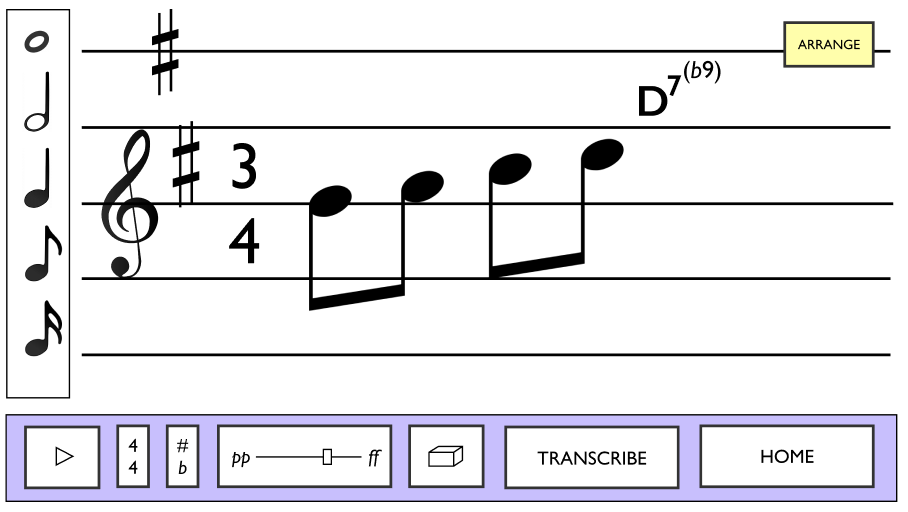 ARRANGE
D7(b9)
3
4
4
4
#
b
pp
ff
TRANSCRIBE
HOME